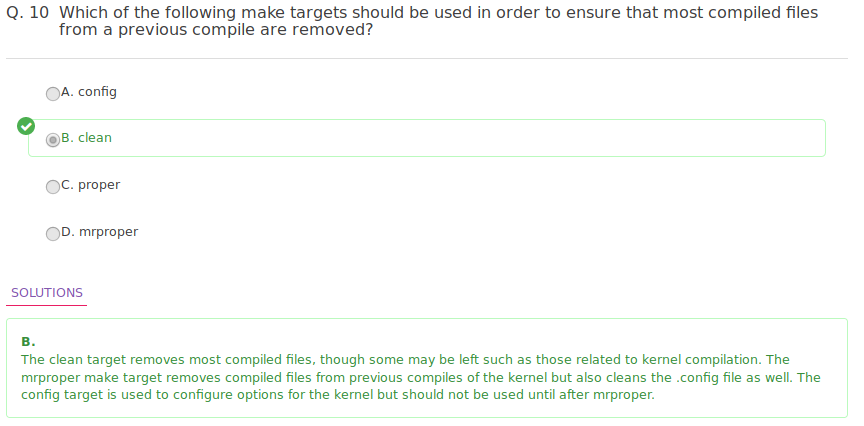 Q. 10 Which of the following make targets should be used in order to ensure that most compiled files
from a previous compile are removed?
A. config
B. clean
C. proper
D. mrproper
SOLUTIONS
B.
The clean target removes most compiled files, though some may be left such as those related to kernel compilation. The
mrproper make target removes compiled files from previous compiles of the kernel but also cleans the .config file as well. The
config target is used to configure options for the kernel but should not be used until after mrproper.